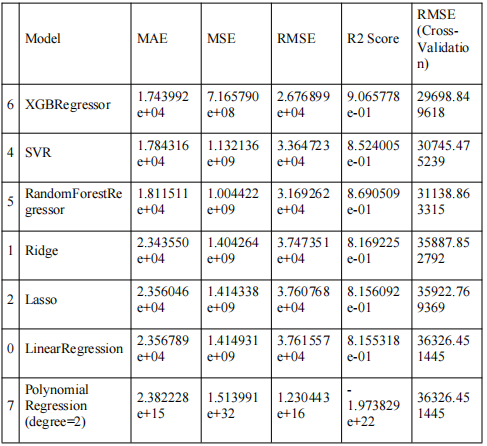 Model MAE MSE RMSE R2 Score RMSE
(Cross-
Validatio
n)
6 XGBRegressor 1.743992 7.165790 2.676899 9.065778 29698.84
e+04 e+08 e+04 e-01 9618
4 SVR 1.784316 1.132136 3.364723 8.524005 30745.47
e+04 e+09 e+04 e-01 5239
5 RandomForestRe 1.811511 1.004422 3.169262 8.690509 31138.86
gressor e+04 e+09 e+04 e-01 3315
1 Ridge 2.343550 1.404264 3.747351 8.169225 35887.85
e+04 e+09 e+04 e-01 2792
2 Lasso 2.356046 1.414338 3.760768 8.156092 35922.76
e+04 e+09 e+04 e-01 9369
0 LinearRegression 2.356789 1.414931 3.761557 8.155318 36326.45
e+04 e+09 e+04 e-01 1445
7 Polynomial 2.382228 1.513991 1.230443 - 36326.45
Regression e+15 e+32 e+16 1.973829 1445
(degree=2) e+22